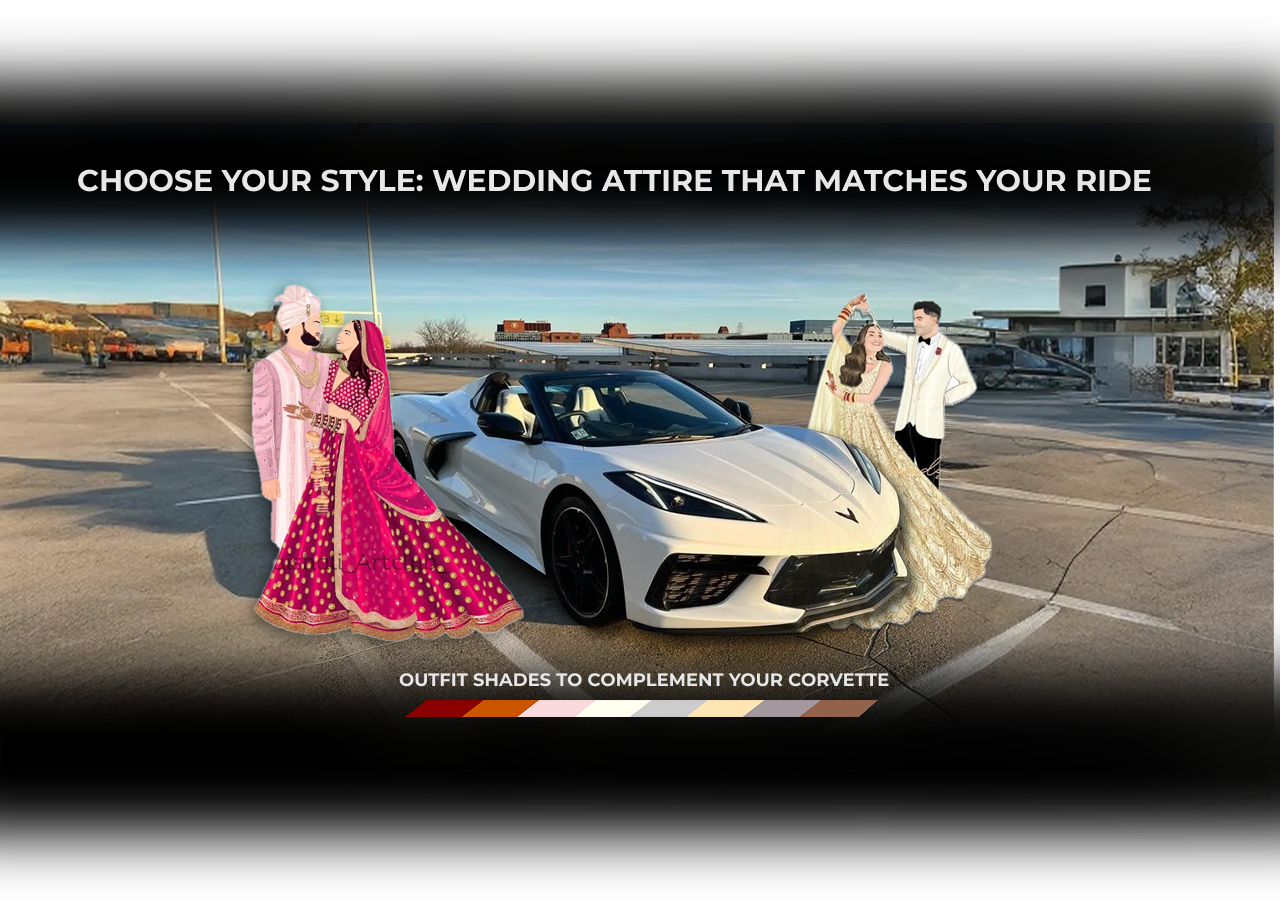 CHOOSE YOUR STYLE: WEDDING ATTIRE THAT MATCHES YOUR RIDE
OUTFIT SHADES TO COMPLEMENT YOUR CORVETTE